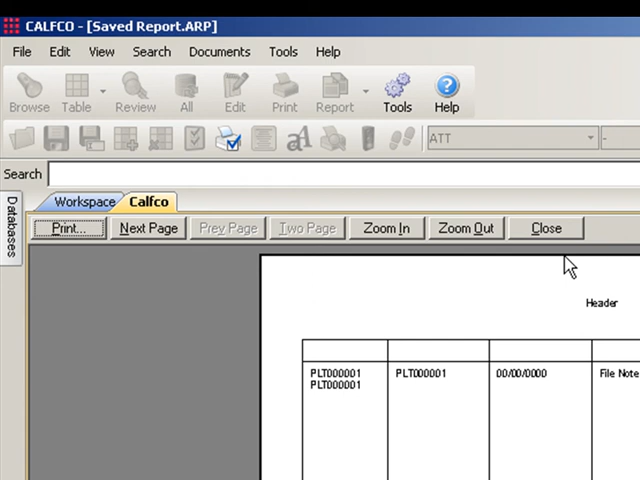 CALFCO - [Saved Report.ARP]
File Edit View Search Documents Tools Help
Browse Table Review All Edit Print Report Tools Help
ATT -
Search
Databases
Workspace Calfco
Print... Next Page Prev Page Two Page Zoom In Zoom Out Close
Header
PLT000001 PLT000001 00/00/0000 File Note
PLT000001